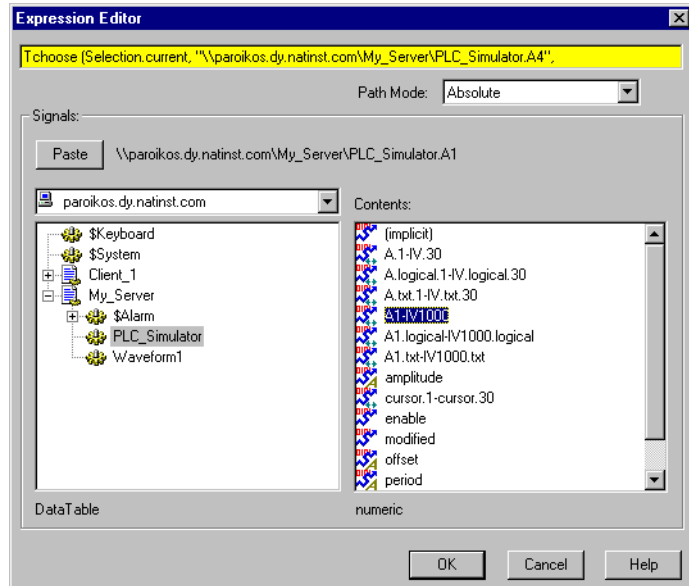 Expression Editor
Tchoose (Selection.current, "\\paroikos.dy.natinst.com\My_Server\PLC_Simulator.A4",
Path Mode: Absolute
Signals:
Paste \\paroikos.dy.natinst.com\My_Server\PLC_Simulator.A1
paroikos.dy.natinst.com
Contents:
$Keyboard
$System
Client_1
My_Server
$Alarm
PLC_Simulator
Waveform1
(implicit)
A.1-IV.30
A.logical.1-IV.logical.30
A.txt.1-IV.txt.30
A1-IV1000
A1.logical-IV1000.logical
A1.txt-IV1000.txt
amplitude
cursor.1-cursor.30
enable
modified
offset
period
DataTable
numeric
OK Cancel Help